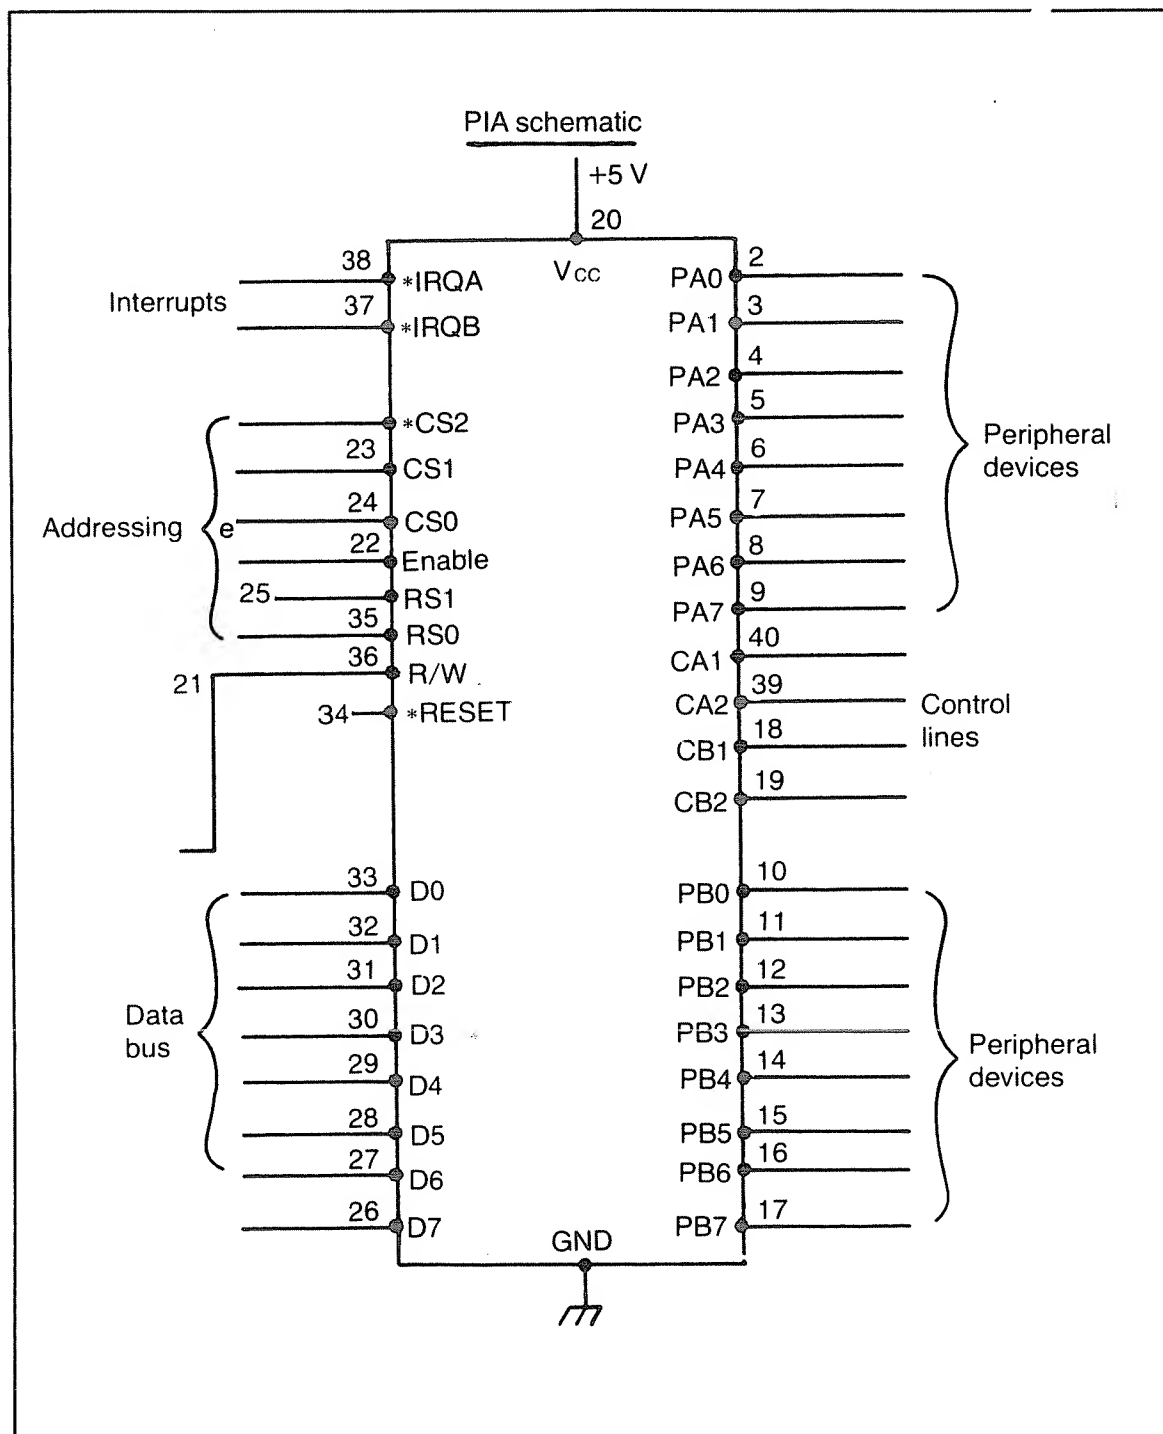 PIA schematic
+5 V
20
Vcc
38
*IRQA
Interrupts
37
*IRQB
*CS2
23
CS1
Addressing
e
24
CS0
22
Enable
25
RS1
35
RS0
36
R/W
21
34
*RESET
33
D0
32
D1
31
D2
Data
bus
30
D3
29
D4
28
D5
27
D6
26
D7
GND
PA0
2
PA1
3
PA2
4
PA3
5
PA4
6
PA5
7
PA6
8
PA7
9
Peripheral
devices
CA1
40
CA2
39
CB1
18
CB2
19
Control
lines
PB0
10
PB1
11
PB2
12
PB3
13
PB4
14
PB5
15
PB6
16
PB7
17
Peripheral
devices